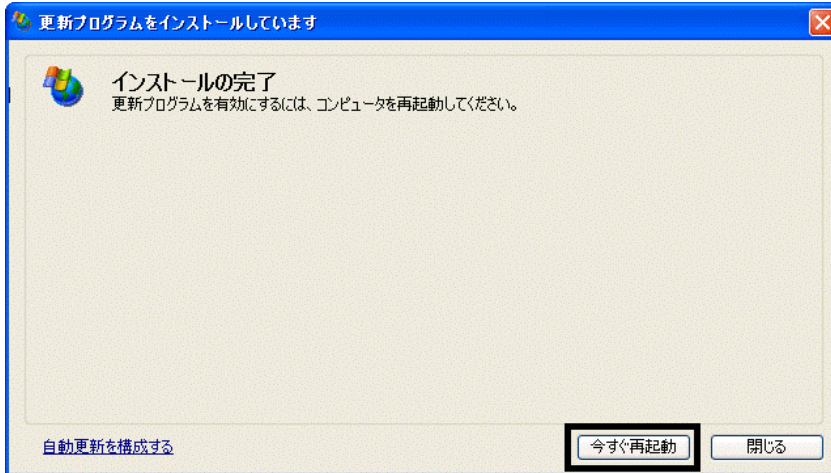 更新プログラムをインストールしています
インストールの完了
更新プログラムを有効にするには、コンピュータを再起動してください。
自動更新を構成する
今すぐ再起動
閉じる